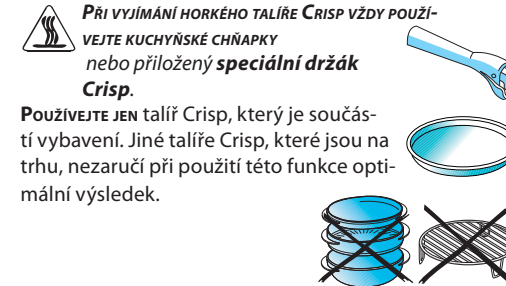 Při vyjímání horkého talíře Crisp vždy použí-
vejte kuchyňské chňapky
nebo přiložený speciální držák
Crisp.
Používejte jen talíř Crisp, který je součás-
tí vybavení. Jiné talíře Crisp, které jsou na
trhu, nezaručí při použití této funkce opti-
mální výsledek.